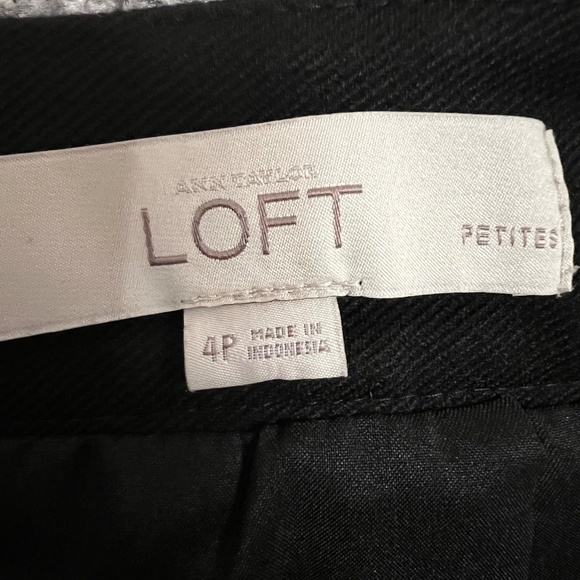 ANN TAYLOR
LOFT
PETITES
4P MADE IN
INDONESIA